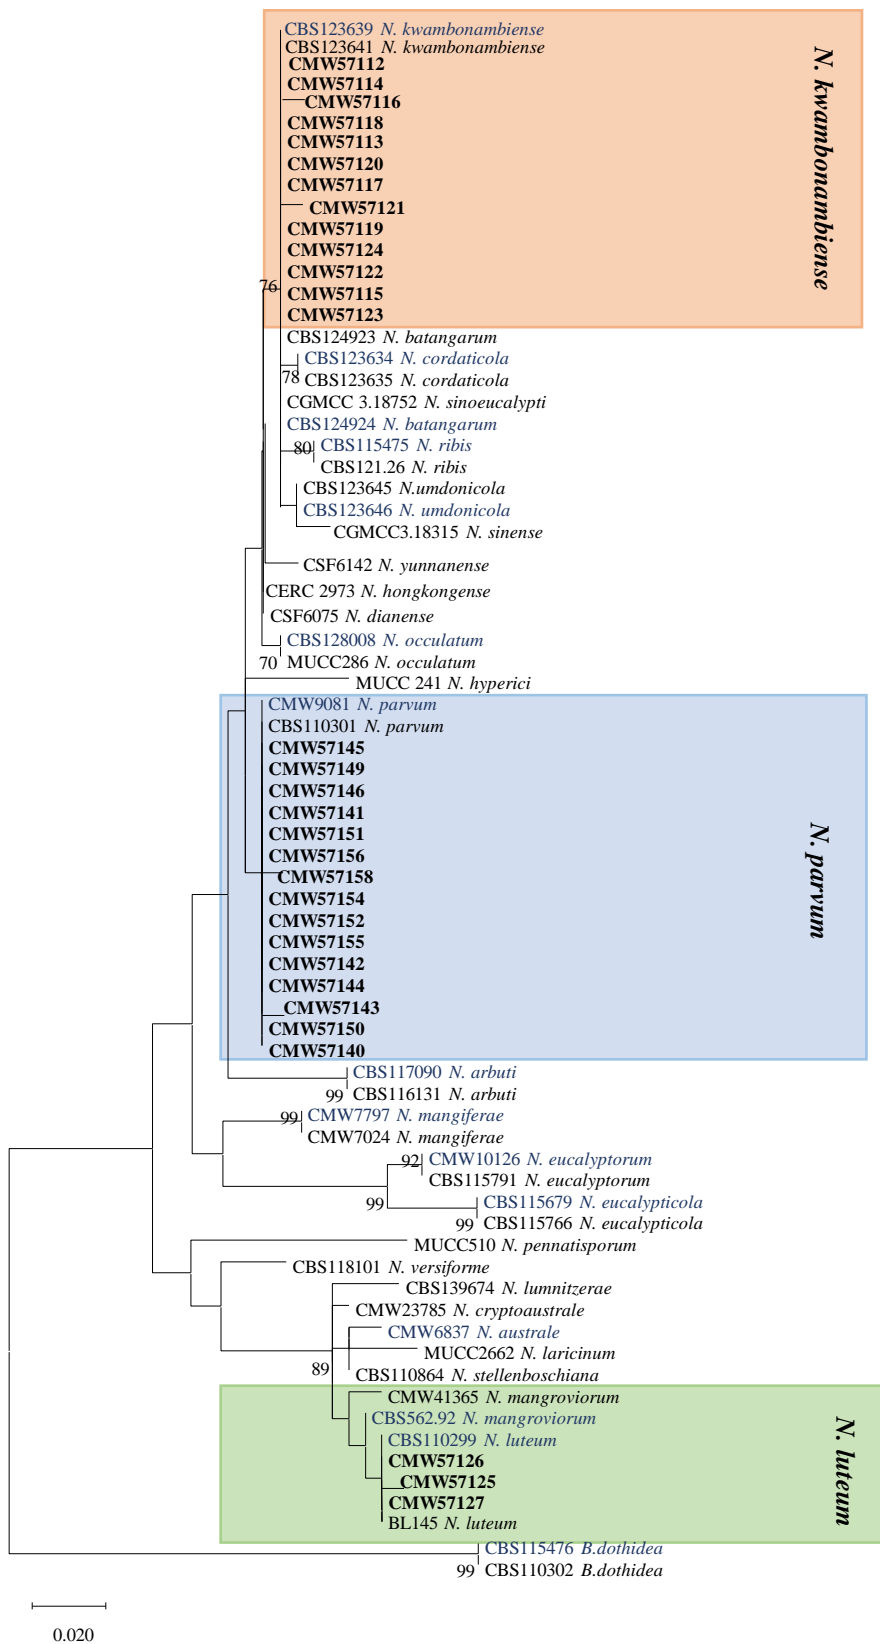 CBS123639 N. kwambonambiense
CBS123641 N. kwambonambiense
CMW57112
CMW57114
CMW57116
CMW57118
CMW57113
CMW57120
CMW57117
CMW57121
CMW57119
CMW57124
CMW57122
76
CMW57115
CMW57123
N. kwambonambiense
CBS124923 N. batangarum
CBS123634 N. cordaticola
78
CBS123635 N. cordaticola
CGMCC 3.18752 N. sinoeucalypti
CBS124924 N. batangarum
80
CBS115475 N. ribis
CBS121.26 N. ribis
CBS123645 N.umdonicola
CBS123646 N. umdonicola
CGMCC3.18315 N. sinense
CSF6142 N. yunnanense
CERC 2973 N. hongkongense
CSF6075 N. dianense
CBS128008 N. occulatum
70
MUCC286 N. occulatum
MUCC 241 N. hyperici
CMW9081 N. parvum
CBS110301 N. parvum
CMW57145
CMW57149
CMW57146
CMW57141
CMW57151
CMW57156
CMW57158
CMW57154
CMW57152
CMW57155
CMW57142
CMW57144
CMW57143
CMW57150
CMW57140
N. parvum
CBS117090 N. arbuti
99
CBS116131 N. arbuti
99
CMW7797 N. mangiferae
CMW7024 N. mangiferae
92
CMW10126 N. eucalyptorum
CBS115791 N. eucalyptorum
99
CBS115679 N. eucalypticola
99
CBS115766 N. eucalypticola
MUCC510 N. pennatisporum
CBS118101 N. versiforme
CBS139674 N. lumnitzerae
CMW23785 N. cryptoaustrale
CMW6837 N. australe
MUCC2662 N. laricinum
89
CBS110864 N. stellenboschiana
CMW41365 N. mangroviorum
CBS562.92 N. mangroviorum
CBS110299 N. luteum
CMW57126
CMW57125
CMW57127
BL145 N. luteum
N. luteum
CBS115476 B.dothidea
99
CBS110302 B.dothidea
0.020